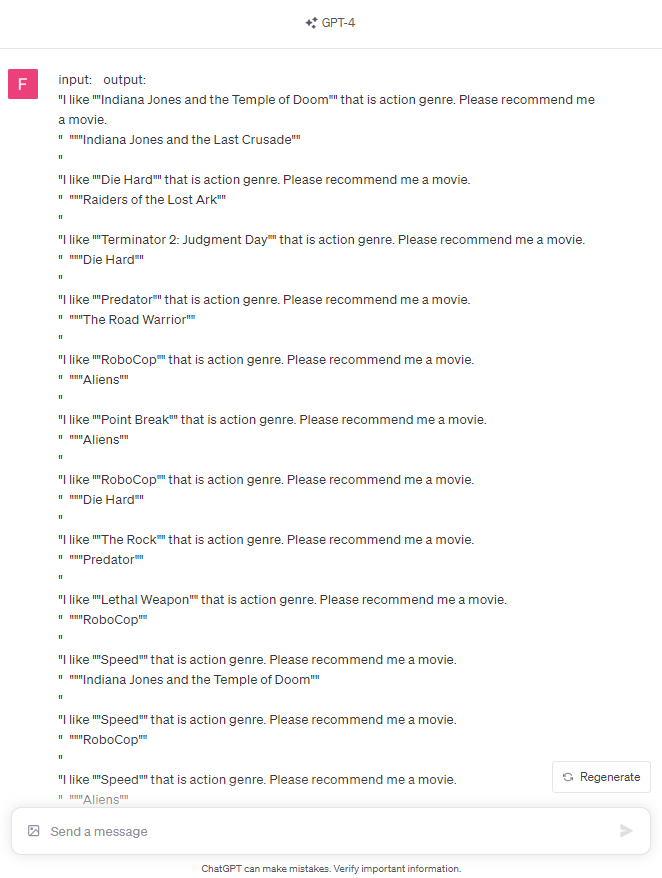 GPT-4
F
input: output:
"I like ""Indiana Jones and the Temple of Doom"" that is action genre. Please recommend me
a movie.
" """Indiana Jones and the Last Crusade""
"
"I like ""Die Hard"" that is action genre. Please recommend me a movie.
" """Raiders of the Lost Ark""
"
"I like ""Terminator 2: Judgment Day"" that is action genre. Please recommend me a movie.
" """Die Hard""
"
"I like ""Predator"" that is action genre. Please recommend me a movie.
" """The Road Warrior""
"
"I like ""RoboCop"" that is action genre. Please recommend me a movie.
" """Aliens""
"
"I like ""Point Break"" that is action genre. Please recommend me a movie.
" """Aliens""
"
"I like ""RoboCop"" that is action genre. Please recommend me a movie.
" """Die Hard""
"
"I like ""The Rock"" that is action genre. Please recommend me a movie.
" """Predator""
"
"I like ""Lethal Weapon"" that is action genre. Please recommend me a movie.
" """RoboCop""
"
"I like ""Speed"" that is action genre. Please recommend me a movie.
" """Indiana Jones and the Temple of Doom""
"
"I like ""Speed"" that is action genre. Please recommend me a movie.
" """RoboCop""
"
"I like ""Speed"" that is action genre. Please recommend me a movie.
" """Aliens""
Regenerate
Send a message
ChatGPT can make mistakes. Verify important information.